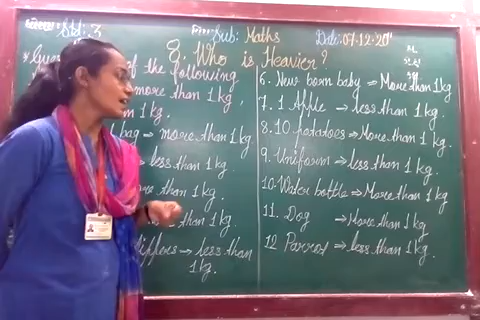 Std: 3
Sub: Maths
Date: 07-12-20"
8. Who is Heavier?
of the following
more than 1 kg,
than 1 kg.
bag → more than 1 kg.
→ less than 1 kg.
than 1 kg.
than 1 kg.
slippers → less than
1 kg.
6. New born baby → More than 1 kg
7. 1 Apple → less than 1 kg.
8. 10 potatoes → More than 1 kg.
9. Uniform → less than 1 kg.
10. Water bottle → More than 1 kg
11. Dog → More than 1 kg
12 Parrot → less than 1 kg.